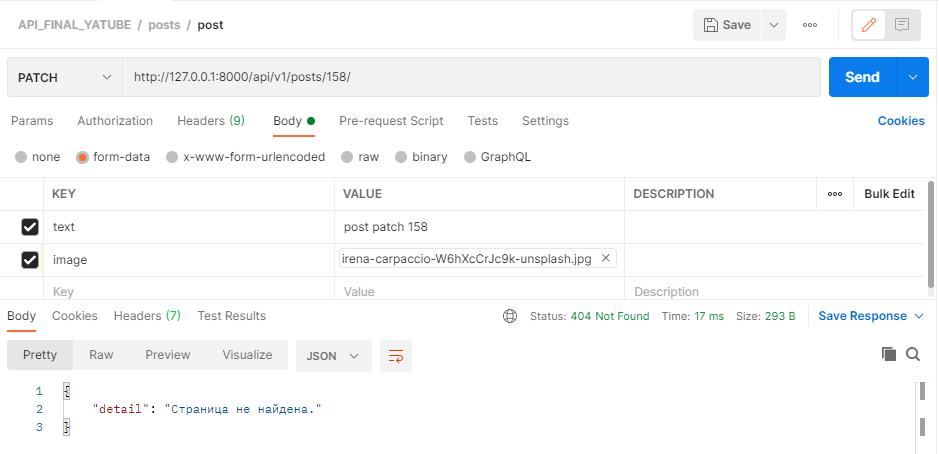 API_FINAL_YATUBE / posts / post Save
PATCH http://127.0.0.1:8000/api/v1/posts/158/ Send
Params Authorization Headers (9) Body Pre-request Script Tests Settings Cookies
none form-data x-www-form-urlencoded raw binary GraphQL
KEY VALUE DESCRIPTION Bulk Edit
text post patch 158
image irena-carpaccio-W6hXcCrJc9k-unsplash.jpg
Key Value Description
Body Cookies Headers (7) Test Results Status: 404 Not Found Time: 17 ms Size: 293 B Save Response
Pretty Raw Preview Visualize JSON
1 {
2 "detail": "Страница не найдена."
3 }